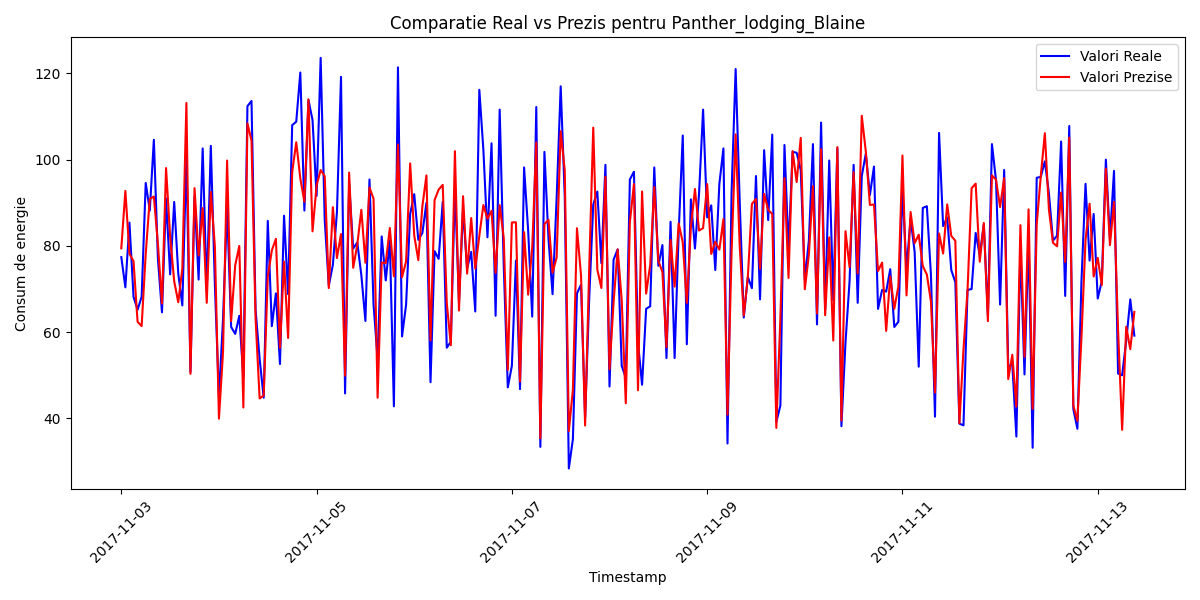 Comparatie Real vs Prezis pentru Panther_lodging_Blaine
Valori Reale
Valori Prezise
Consum de energie
120
100
80
60
40
2017-11-03
2017-11-05
2017-11-07
2017-11-09
2017-11-11
2017-11-13
Timestamp